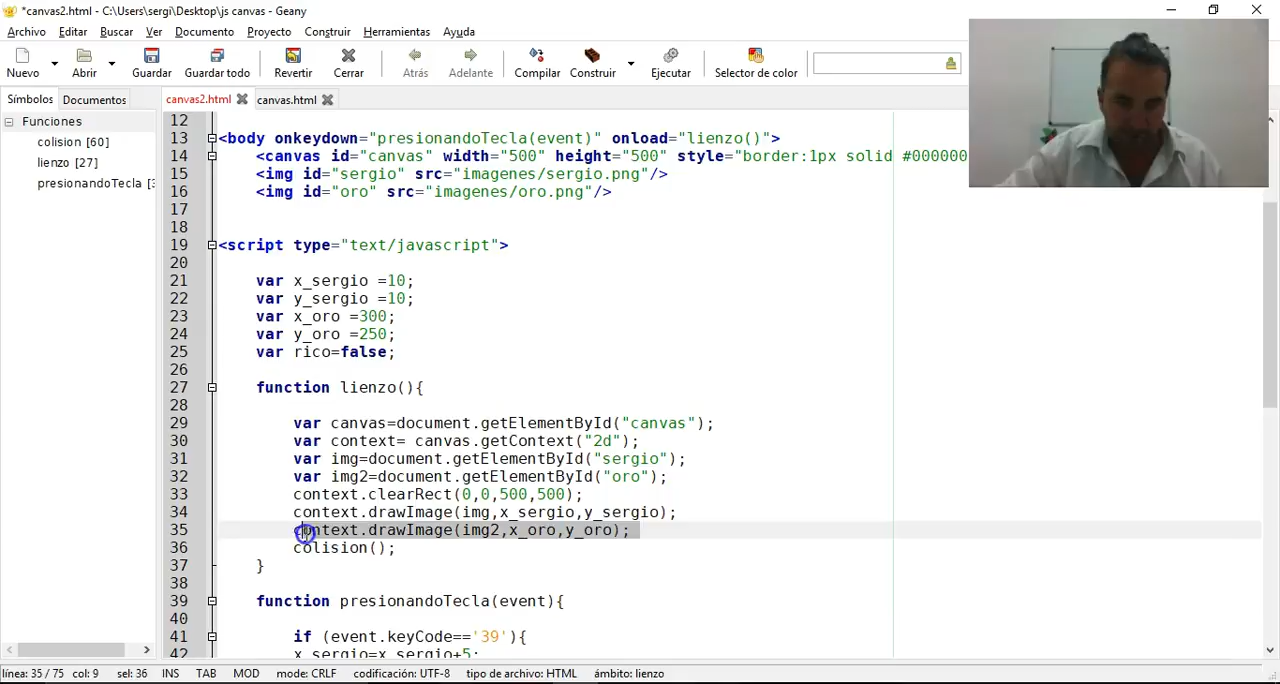 *canvas2.html - C:\Users\sergi\Desktop\js canvas - Geany
Archivo Editar Buscar Ver Documento Proyecto Construir Herramientas Ayuda
Nuevo Abrir Guardar Guardar todo Revertir Cerrar Atrás Adelante Compilar Construir Ejecutar Selector de color
Símbolos Documentos canvas2.html canvas.html
Funciones
colision [60]
lienzo [27]
presionandoTecla [3
12
13 <body onkeydown="presionandoTecla(event)" onload="lienzo()">
14 <canvas id="canvas" width="500" height="500" style="border:1px solid #000000
15 <img id="sergio" src="imagenes/sergio.png"/>
16 <img id="oro" src="imagenes/oro.png"/>
17
18
19 <script type="text/javascript">
20
21 var x_sergio =10;
22 var y_sergio =10;
23 var x_oro =300;
24 var y_oro =250;
25 var rico=false;
26
27 function lienzo(){
28
29 var canvas=document.getElementById("canvas");
30 var context= canvas.getContext("2d");
31 var img=document.getElementById("sergio");
32 var img2=document.getElementById("oro");
33 context.clearRect(0,0,500,500);
34 context.drawImage(img,x_sergio,y_sergio);
35 context.drawImage(img2,x_oro,y_oro);
36 colision();
37 }
38
39 function presionandoTecla(event){
40
41 if (event.keyCode=='39'){
42 x_sergio=x_sergio+5;
línea: 35 / 75 col: 9 sel: 36 INS TAB MOD mode: CRLF codificación: UTF-8 tipo de archivo: HTML ámbito: lienzo